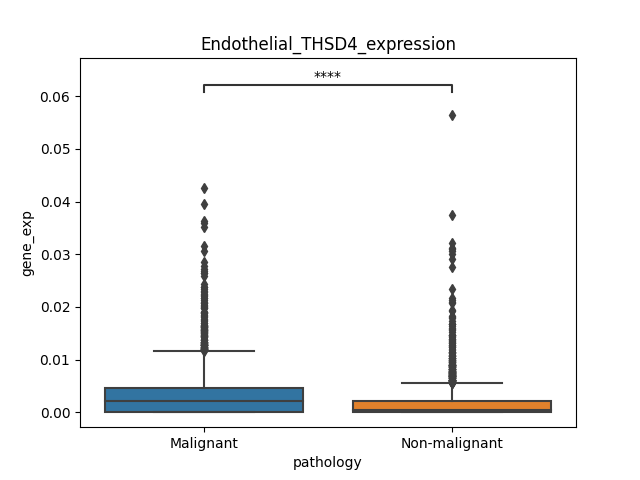 Endothelial_THSD4_expression
****
0.06
0.05
0.04
0.03
0.02
0.01
0.00
gene_exp
Malignant
Non-malignant
pathology